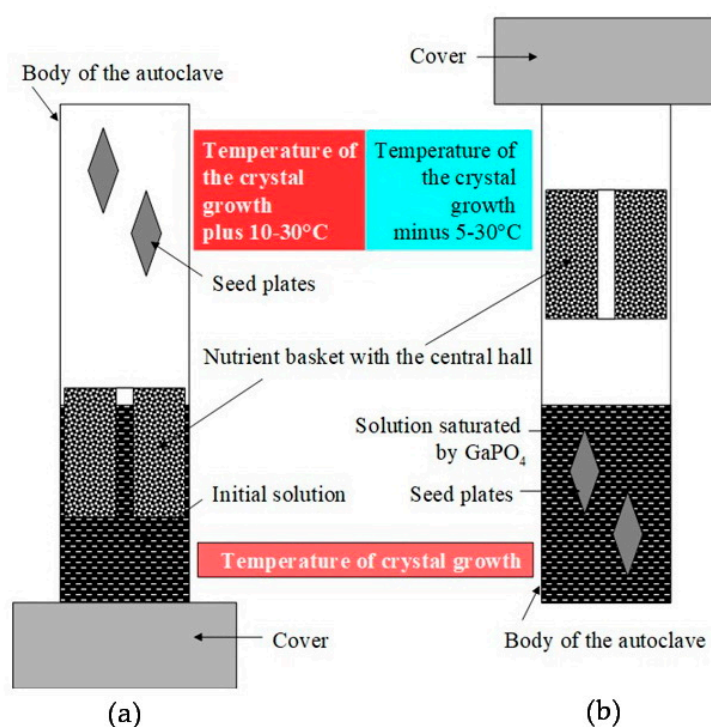 Body of the autoclave
Cover
Temperature of
the crystal
growth
plus 10-30°C
Temperature of
the crystal
growth
minus 5-30°C
Seed plates
Nutrient basket with the central hall
Solution saturated
by GaPO₄
Seed plates
Initial solution
Temperature of crystal growth
Cover
Body of the autoclave
(a)
(b)